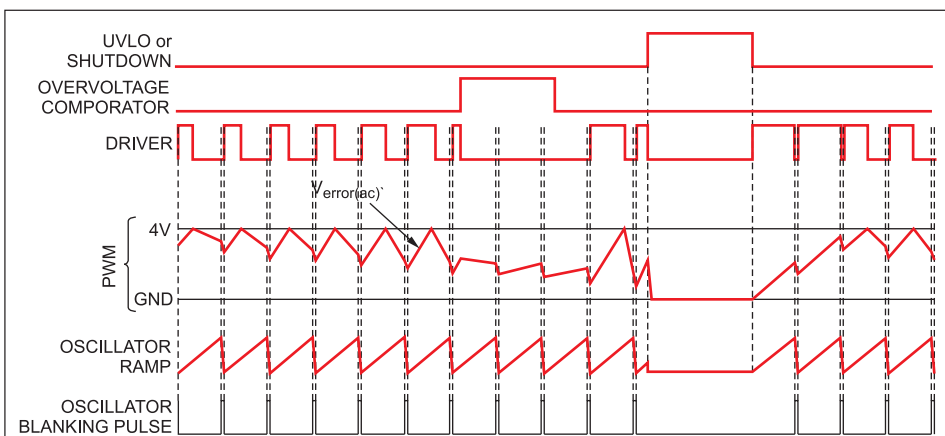 UVLO or
SHUTDOWN
OVERVOLTAGE
COMPORATOR
DRIVER
Verror(ac)`
4V
PWM
GND
OSCILLATOR
RAMP
OSCILLATOR
BLANKING PULSE